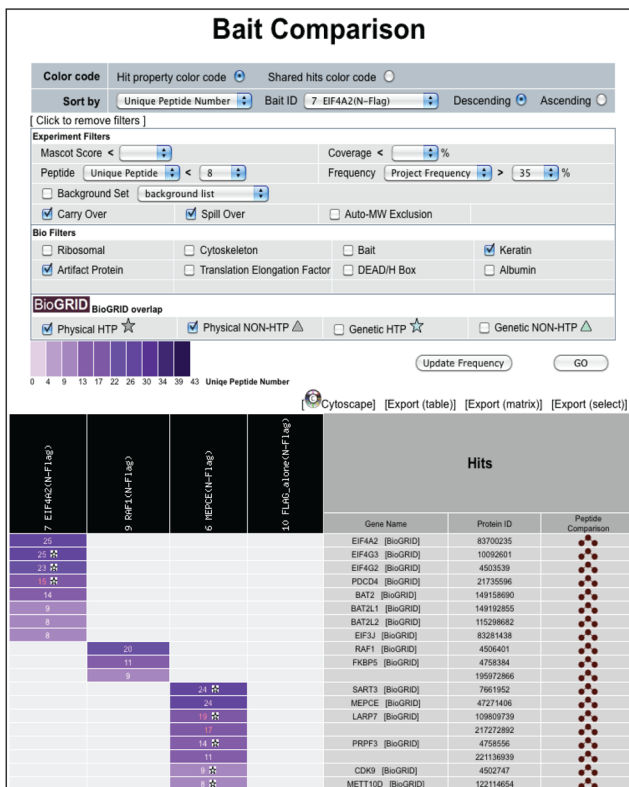 Bait Comparison
Color code Hit property color code Shared hits color code
Sort by Unique Peptide Number Bait ID 7 EIF4A2(N-Flag) Descending Ascending
[ Click to remove filters ]
Experiment Filters
Mascot Score < Coverage < %
Peptide Unique Peptide < 8 Frequency Project Frequency > 35 %
Background Set background list
Carry Over Spill Over Auto-MW Exclusion
Bio Filters
Ribosomal Cytoskeleton Bait Keratin
Artifact Protein Translation Elongation Factor DEAD/H Box Albumin
BioGRID BioGRID overlap
Physical HTP Physical NON-HTP Genetic HTP Genetic NON-HTP
Update Frequency GO
0 4 9 13 17 22 26 30 34 39 43 Uniqe Peptide Number
[ Cytoscape] [Export (table)] [Export (matrix)] [Export (select)]
7 EIF4A2(N-Flag)
9 RAF1(N-Flag)
6 MEPCE(N-Flag)
10 FLAG_alone(N-Flag)
Hits
Gene Name Protein ID Peptide Comparison
25 EIF4A2 [BioGRID] 83700235
25 EIF4G3 [BioGRID] 10092601
23 EIF4G2 [BioGRID] 4503539
15 PDCD4 [BioGRID] 21735596
14 BAT2 [BioGRID] 149158690
9 BAT2L1 [BioGRID] 149192855
8 BAT2L2 [BioGRID] 115298682
8 EIF3J [BioGRID] 83281438
20 RAF1 [BioGRID] 4506401
11 FKBP5 [BioGRID] 4758384
9 195972866
24 SART3 [BioGRID] 7661952
24 MEPCE [BioGRID] 47271406
19 LARP7 [BioGRID] 109809739
17 217272892
14 PRPF3 [BioGRID] 4758556
11 221136939
9 CDK9 [BioGRID] 4502747
8 METT10D [BioGRID] 122114654